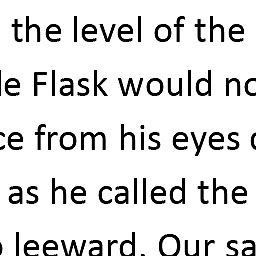 the level of the
le Flask would no
ce from his eyes
as he called the
leeward. Our sa